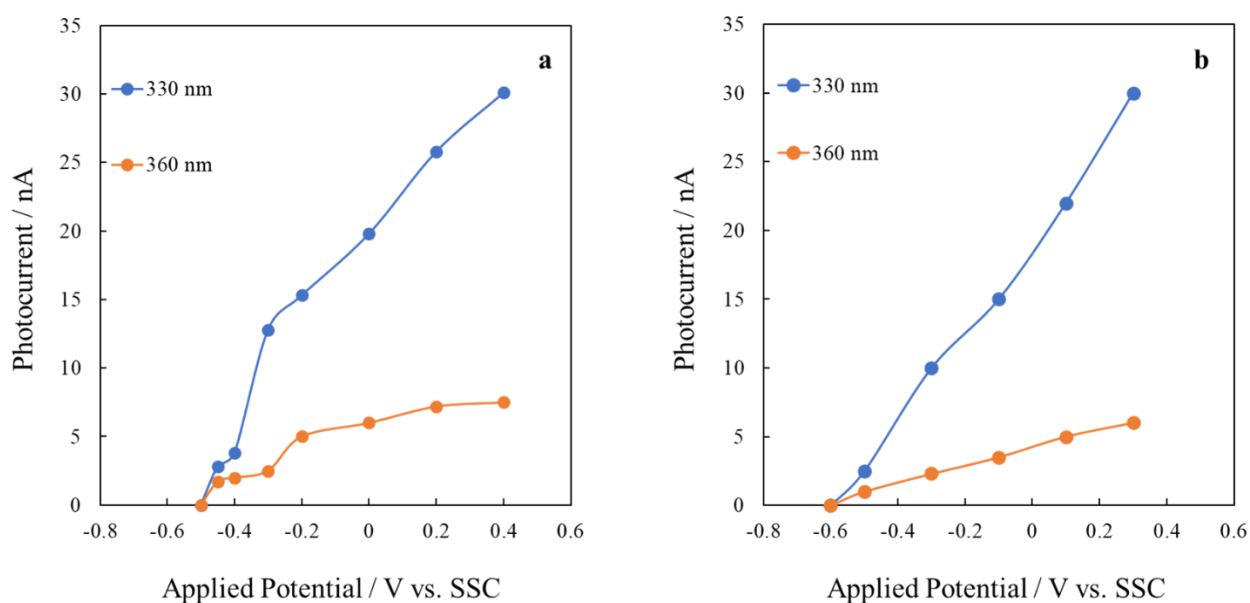 a
330 nm
360 nm
Photocurrent / nA
35
30
25
20
15
10
5
0
-0.8 -0.6 -0.4 -0.2 0 0.2 0.4 0.6
Applied Potential / V vs. SSC
b
330 nm
360 nm
Photocurrent / nA
35
30
25
20
15
10
5
0
-0.8 -0.6 -0.4 -0.2 0 0.2 0.4 0.6
Applied Potential / V vs. SSC